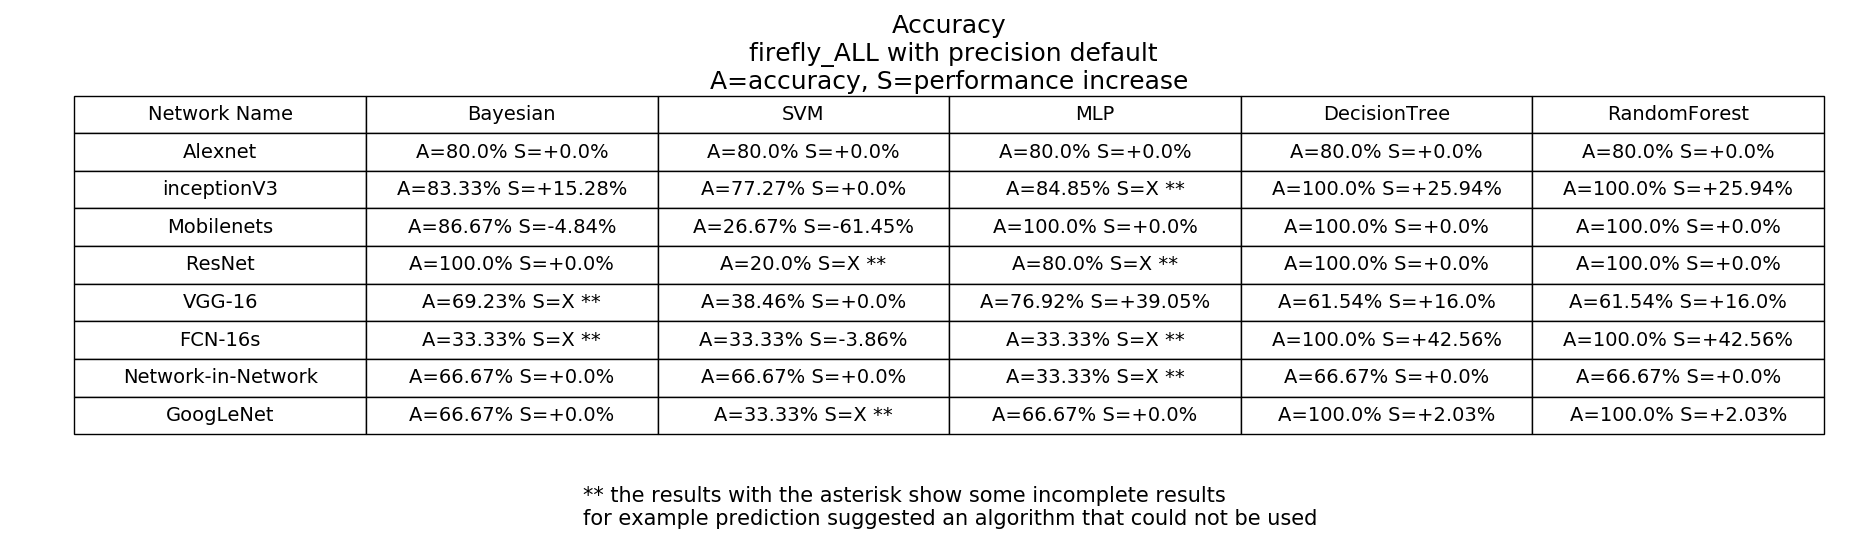 Accuracy
firefly_ALL with precision default
A=accuracy, S=performance increase
Network Name Bayesian SVM MLP DecisionTree RandomForest
Alexnet A=80.0% S=+0.0% A=80.0% S=+0.0% A=80.0% S=+0.0% A=80.0% S=+0.0% A=80.0% S=+0.0%
inceptionV3 A=83.33% S=+15.28% A=77.27% S=+0.0% A=84.85% S=X ** A=100.0% S=+25.94% A=100.0% S=+25.94%
Mobilenets A=86.67% S=-4.84% A=26.67% S=-61.45% A=100.0% S=+0.0% A=100.0% S=+0.0% A=100.0% S=+0.0%
ResNet A=100.0% S=+0.0% A=20.0% S=X ** A=80.0% S=X ** A=100.0% S=+0.0% A=100.0% S=+0.0%
VGG-16 A=69.23% S=X ** A=38.46% S=+0.0% A=76.92% S=+39.05% A=61.54% S=+16.0% A=61.54% S=+16.0%
FCN-16s A=33.33% S=X ** A=33.33% S=-3.86% A=33.33% S=X ** A=100.0% S=+42.56% A=100.0% S=+42.56%
Network-in-Network A=66.67% S=+0.0% A=66.67% S=+0.0% A=33.33% S=X ** A=66.67% S=+0.0% A=66.67% S=+0.0%
GoogLeNet A=66.67% S=+0.0% A=33.33% S=X ** A=66.67% S=+0.0% A=100.0% S=+2.03% A=100.0% S=+2.03%
** the results with the asterisk show some incomplete results
for example prediction suggested an algorithm that could not be used